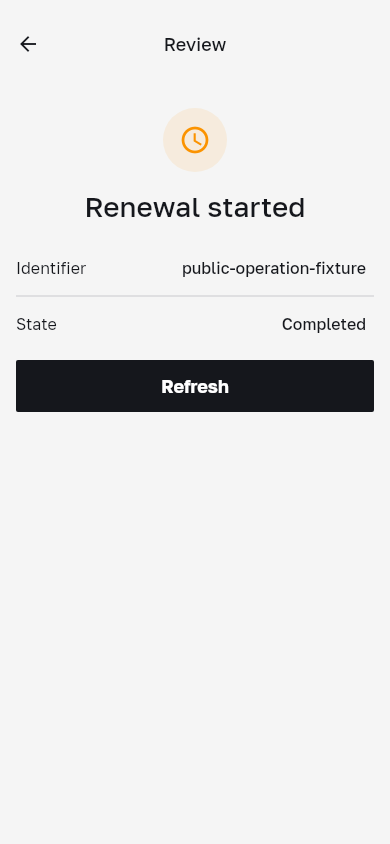 Review
Renewal started
Identifier public-operation-fixture
State Completed
Refresh